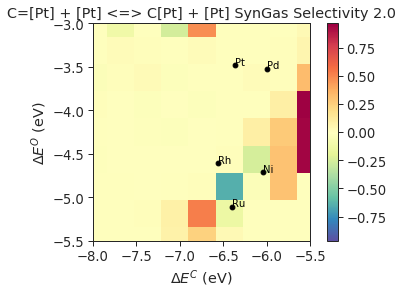 C=[Pt] + [Pt] <=> C[Pt] + [Pt] SynGas Selectivity 2.0
−3.0
−3.5
−4.0
−4.5
−5.0
−5.5
ΔE^O (eV)
Pt
Pd
Rh
Ni
Ru
−8.0 −7.5 −7.0 −6.5 −6.0 −5.5
ΔE^C (eV)
0.75
0.50
0.25
0.00
−0.25
−0.50
−0.75